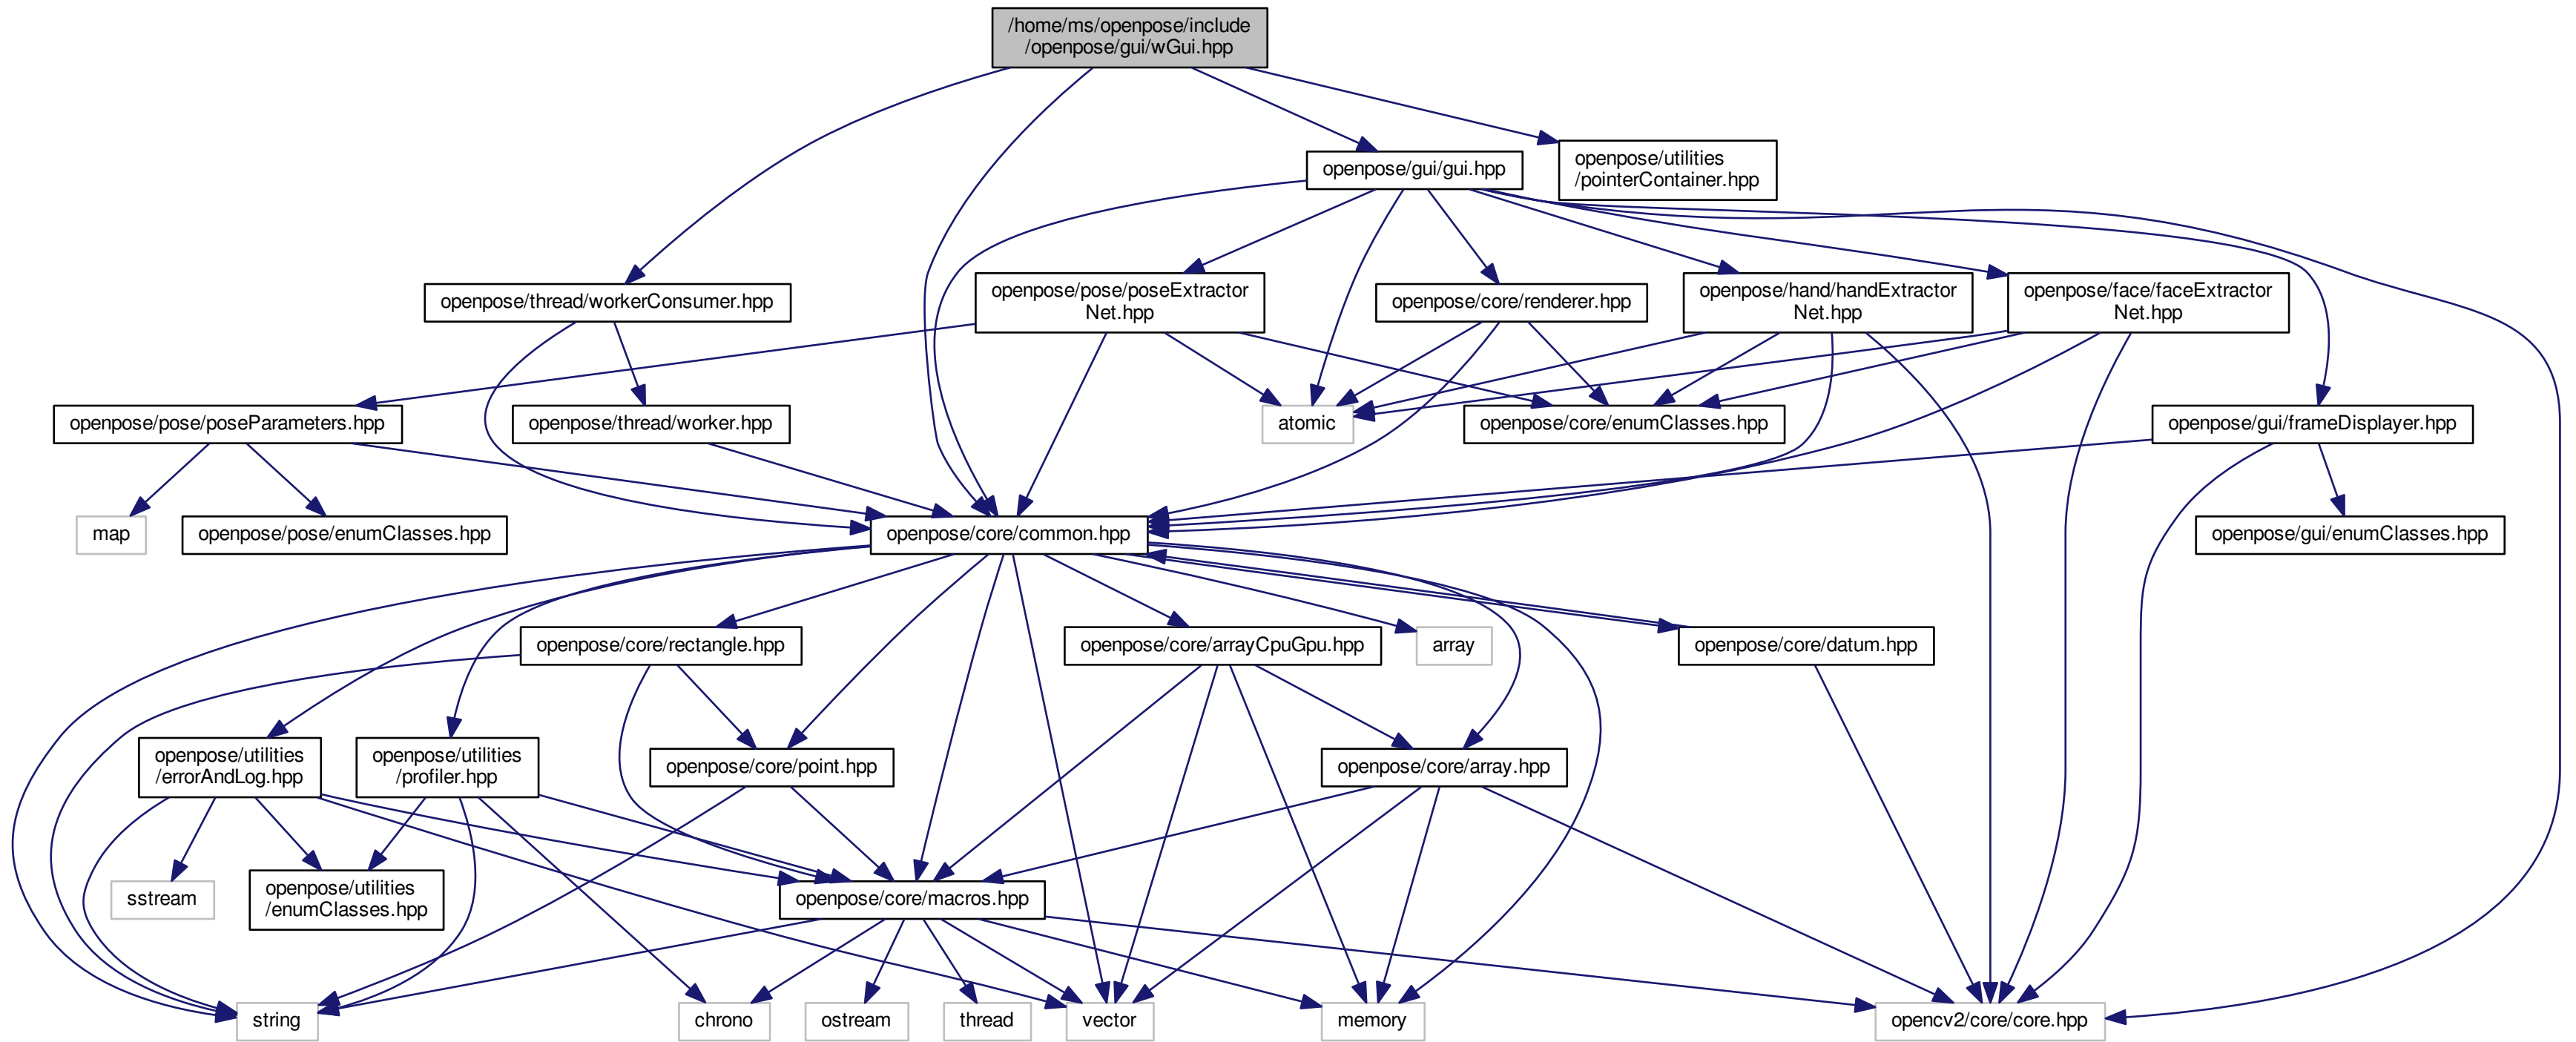 /home/ms/openpose/include
/openpose/gui/wGui.hpp
openpose/gui/gui.hpp
openpose/utilities
/pointerContainer.hpp
openpose/thread/workerConsumer.hpp
openpose/pose/poseExtractor
Net.hpp
openpose/core/renderer.hpp
openpose/hand/handExtractor
Net.hpp
openpose/face/faceExtractor
Net.hpp
openpose/pose/poseParameters.hpp
openpose/thread/worker.hpp
atomic
openpose/core/enumClasses.hpp
openpose/gui/frameDisplayer.hpp
map
openpose/pose/enumClasses.hpp
openpose/core/common.hpp
openpose/gui/enumClasses.hpp
openpose/core/rectangle.hpp
openpose/core/arrayCpuGpu.hpp
array
openpose/core/datum.hpp
openpose/utilities
/errorAndLog.hpp
openpose/utilities
/profiler.hpp
openpose/core/point.hpp
openpose/core/array.hpp
sstream
openpose/utilities
/enumClasses.hpp
openpose/core/macros.hpp
string
chrono
ostream
thread
vector
memory
opencv2/core/core.hpp